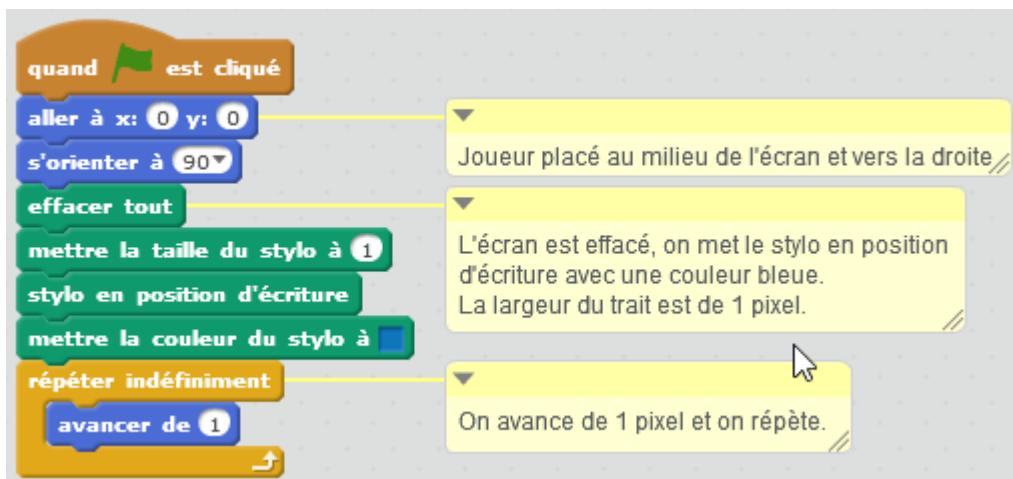 quand est cliqué
aller à x: 0 y: 0
Joueur placé au milieu de l'écran et vers la droite
s'orienter à 90
effacer tout
L'écran est effacé, on met le stylo en position
d'écriture avec une couleur bleue.
La largeur du trait est de 1 pixel.
mettre la taille du stylo à 1
stylo en position d'écriture
mettre la couleur du stylo à
répéter indéfiniment
On avance de 1 pixel et on répète.
avancer de 1